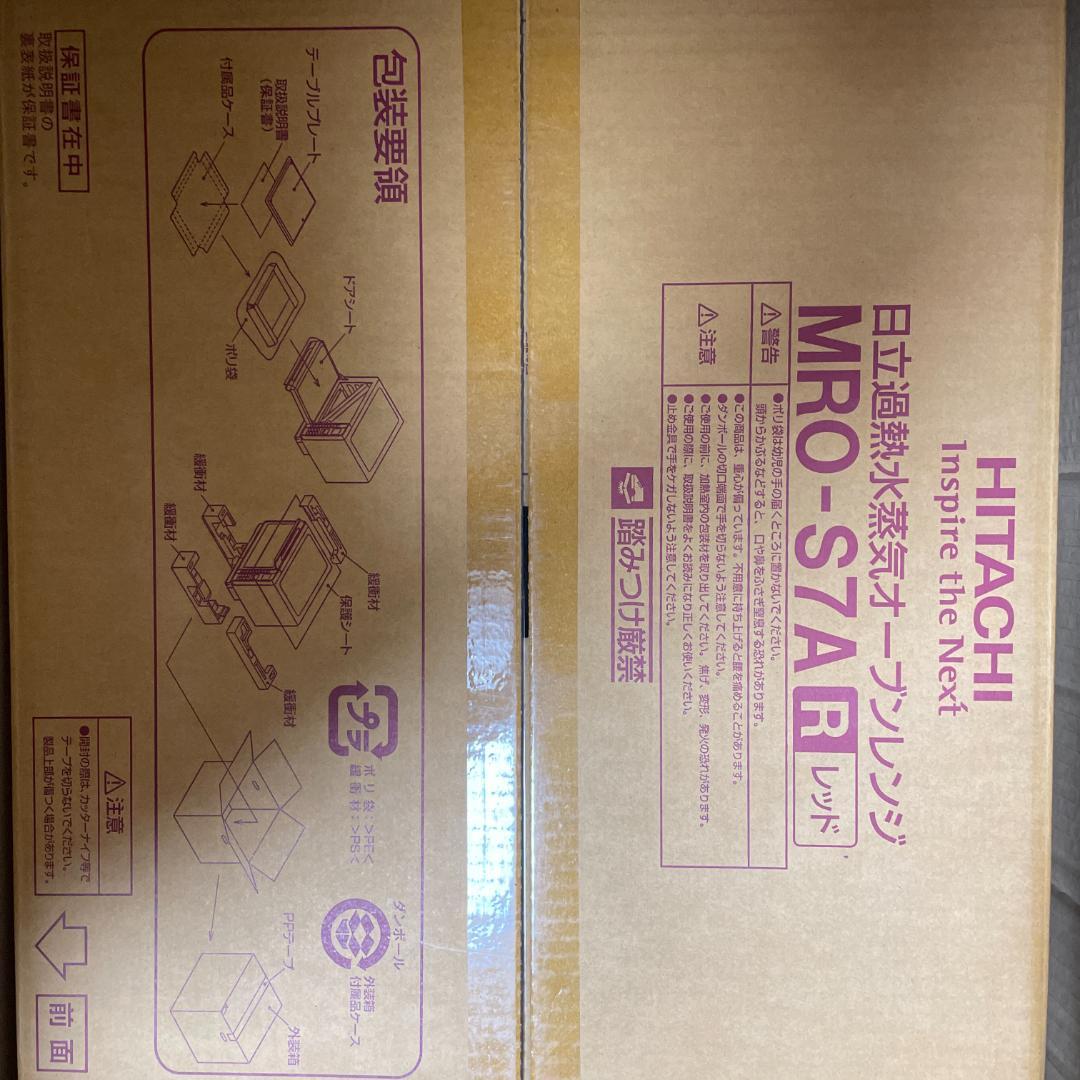 HITACHI
Inspire the Next
日立過熱水蒸気オーブンレンジ
MRO-S7A R レッド
警告
●ポリ袋は幼児の手の届くところに置かないでください。
頭からかぶるなどすると、口や鼻をふさぎ窒息する恐れがあります。
注意
●この商品は、重心が偏っています。不用意に持ち上げると腰を痛めることがあります。
●ダンボールの切口端面で手を切らないよう注意してください。
●ご使用の前に、加熱室内の包装材を取り出してください。焦げ、変形、発火の恐れがあります。
●ご使用の際に、取扱説明書をよくお読みになり正しくお使いください。
●止め金具で手をケガしないよう注意してください。
踏みつけ厳禁
包装要領
テーブルプレート
取扱説明書
(保証書)
付属品ケース
ドアシート
ポリ袋
緩衝材
保護シート
緩衝材
緩衝材
緩衝材
プラ
ポリ袋:>PE<
緩衝材:>PS<
ダンボール
外装箱
付属品ケース
PPテープ
外装箱
保証書在中
取扱説明書の
裏表紙が保証書です。
注意
●開封の際は、カッターナイフ等で
テープを切らないでください。
製品上部が傷つく場合があります。
前面